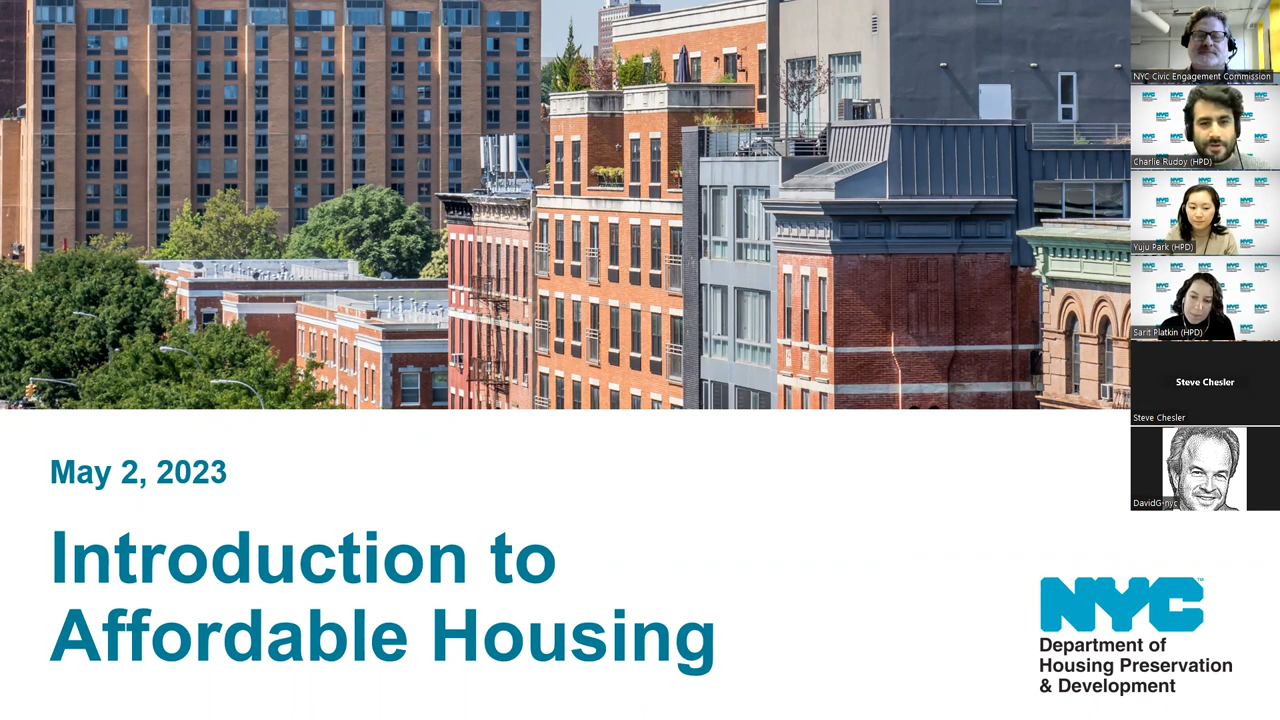 May 2, 2023
Introduction to
Affordable Housing
NYC™
Department of
Housing Preservation
& Development
NYC Civic Engagement Commission
Charlie Rudoy (HPD)
Yuju Park (HPD)
Sarit Platkin (HPD)
Steve Chesler
Steve Chesler
DavidG-nyc